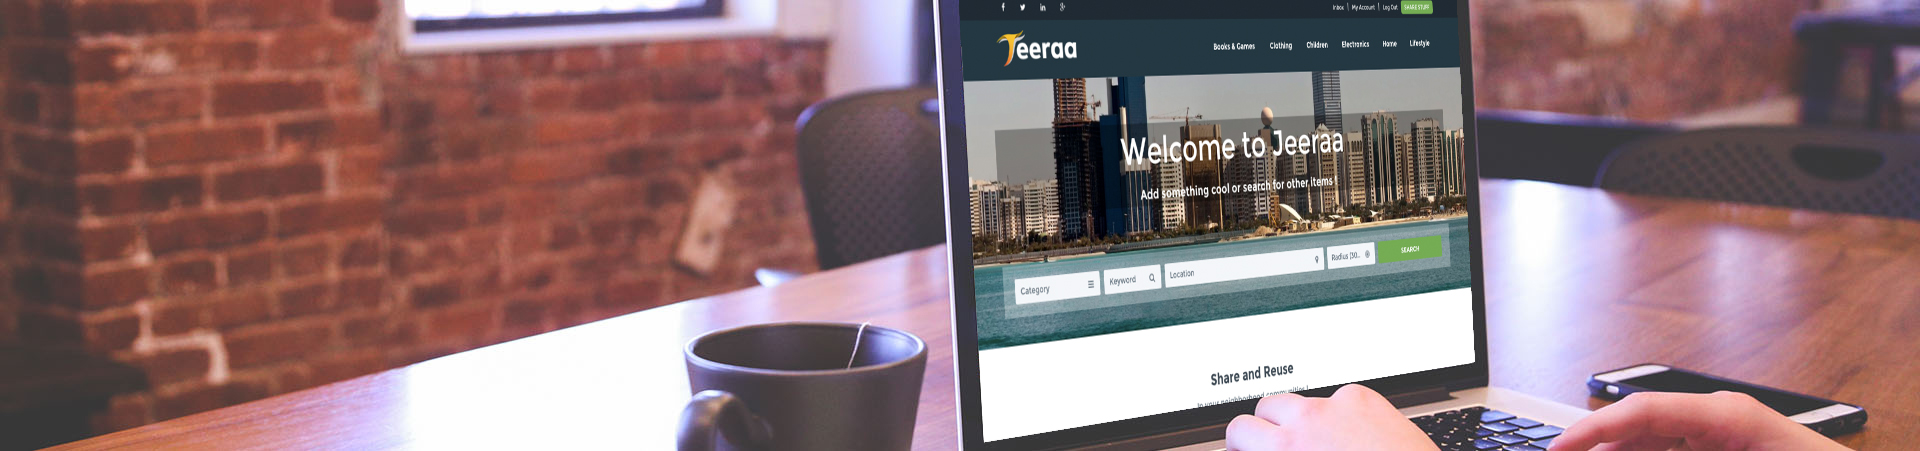 Inbox | My Account | Log Out SHARE STUFF
Jeeraa
Books & Games Clothing Children Electronics Home Lifestyle
Welcome to Jeeraa
Add something cool or search for other items !
Category Keyword Location Radius (30... SEARCH
Share and Reuse
in your neighborhood communities !